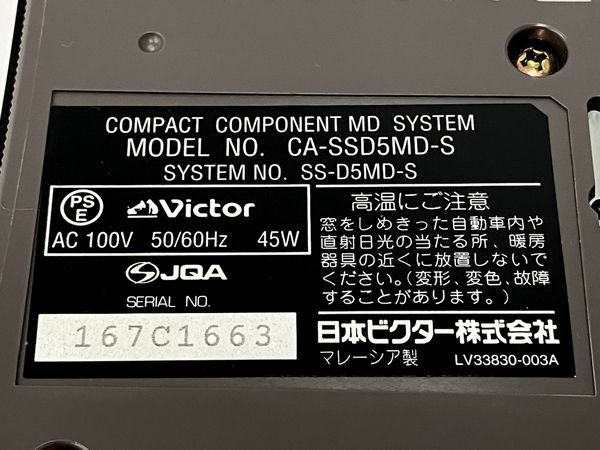 COMPACT COMPONENT MD SYSTEM
MODEL NO. CA-SSD5MD-S
SYSTEM NO. SS-D5MD-S
PS
E
Victor
AC 100V 50/60Hz 45W
JQA
SERIAL NO.
167C1663
高温にご注意
窓をしめきった自動車内や
直射日光の当たる所、暖房
器具の近くに放置しないで
ください。(変形、変色、故障
することがあります。)
日本ビクター株式会社
マレーシア製 LV33830-003A